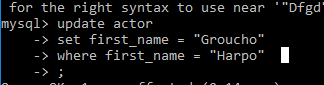 for the right syntax to use near '"Dfgd"
mysql> update actor
-> set first_name = "Groucho"
-> where first_name = "Harpo"
-> ;